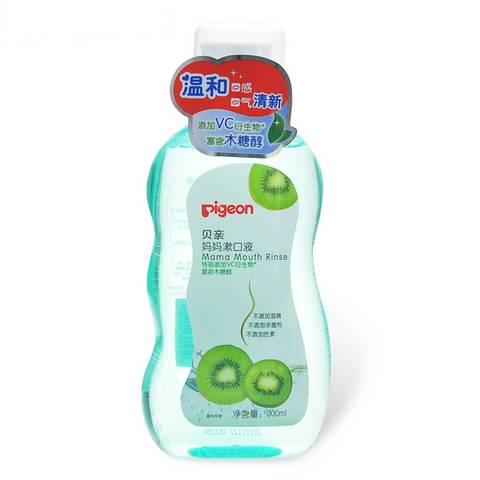 温和 口感
口气 清新
添加VC衍生物*
富含木糖醇
Pigeon
贝亲
妈妈漱口液
Mama Mouth Rinse
特别添加VC衍生物*
富含木糖醇
不添加酒精
不添加杀菌剂
不添加色素
净含量：300ml